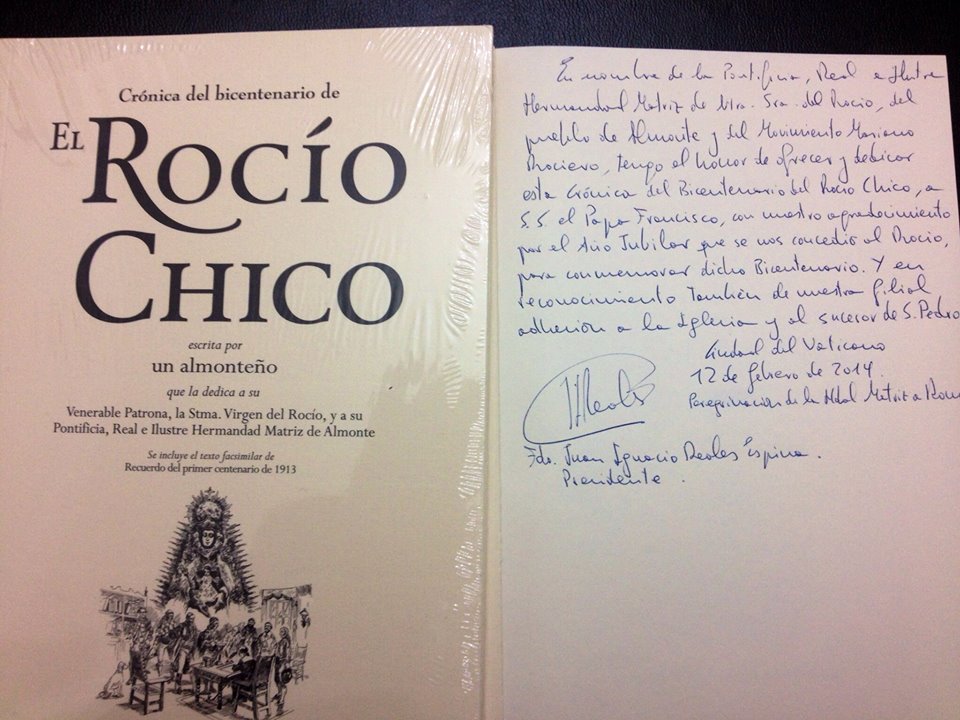 Crónica del bicentenario de
EL ROCÍO
CHICO
escrita por
un almonteño
que la dedica a su
Venerable Patrona, la Stma. Virgen del Rocío, y a su
Pontificia, Real e Ilustre Hermandad Matriz de Almonte
Se incluye el texto facsimilar de
Recuerdo del primer centenario de 1913
En nombre de la Pontificia, Real e Ilustre
Hermandad Matriz de Ntra. Sra. del Rocío, del
pueblo de Almonte y del Movimiento Mariano
Rociero, tengo el honor de ofrecer y dedicar
esta Crónica del Bicentenario del Rocío Chico, a
S.S. el Papa Francisco, con nuestro agradecimiento
por el Año Jubilar que se nos concedió al Rocío,
para conmemorar dicho Bicentenario. Y en
reconocimiento también de nuestra filial
adhesión a la Iglesia y al sucesor de S. Pedro
Ciudad del Vaticano
12 de febrero de 2014.
Peregrinación de la Hdad Matriz a Roma
Fdo. Juan Ignacio Reales Espina.
Presidente.